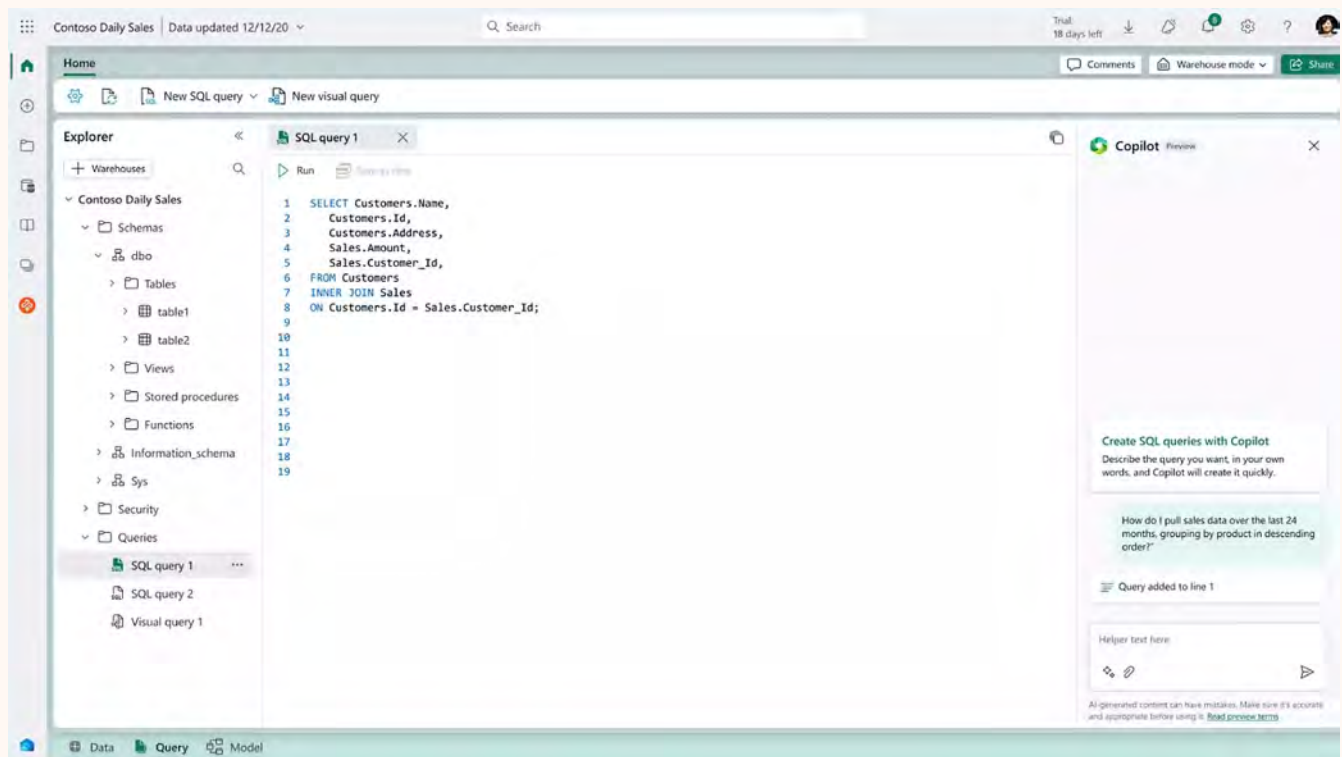 Contoso Daily Sales | Data updated 12/12/20
Search
Trial
18 days left
8
?
Home
Comments
Warehouse mode
Share
New SQL query
New visual query
Explorer
+ Warehouses
Contoso Daily Sales
Schemas
dbo
Tables
table1
table2
Views
Stored procedures
Functions
Information_schema
Sys
Security
Queries
SQL query 1
SQL query 2
Visual query 1
SQL query 1
Run
Save as view
1 SELECT Customers.Name,
2 Customers.Id,
3 Customers.Address,
4 Sales.Amount,
5 Sales.Customer_Id,
6 FROM Customers
7 INNER JOIN Sales
8 ON Customers.Id = Sales.Customer_Id;
9
10
11
12
13
14
15
16
17
18
19
Copilot Preview
Create SQL queries with Copilot
Describe the query you want, in your own
words, and Copilot will create it quickly.
How do I pull sales data over the last 24
months, grouping by product in descending
order?"
Query added to line 1
Helper text here
AI-generated content can have mistakes. Make sure it's accurate
and appropriate before using it. Read preview terms
Data
Query
Model